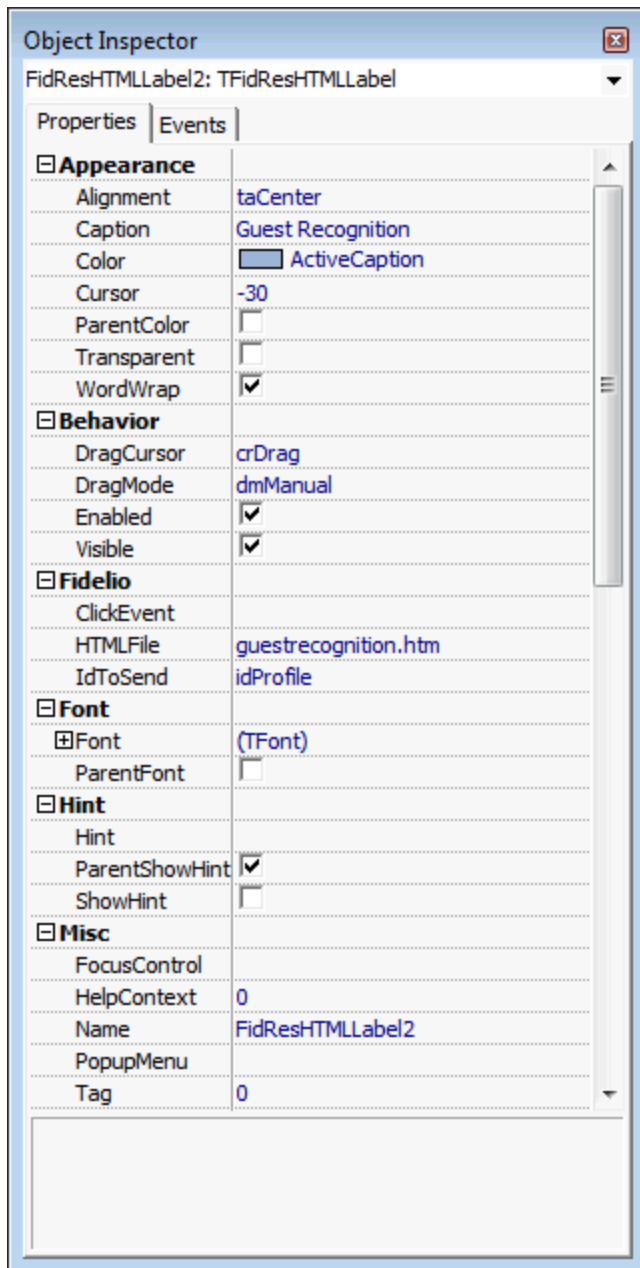 Object Inspector
FidResHTMLLabel2: TFidResHTMLLabel
Properties Events
Appearance
Alignment taCenter
Caption Guest Recognition
Color ActiveCaption
Cursor -30
ParentColor
Transparent
WordWrap
Behavior
DragCursor crDrag
DragMode dmManual
Enabled
Visible
Fidelio
ClickEvent
HTMLFile guestrecognition.htm
IdToSend idProfile
Font
Font (TFont)
ParentFont
Hint
Hint
ParentShowHint
ShowHint
Misc
FocusControl
HelpContext 0
Name FidResHTMLLabel2
PopupMenu
Tag 0